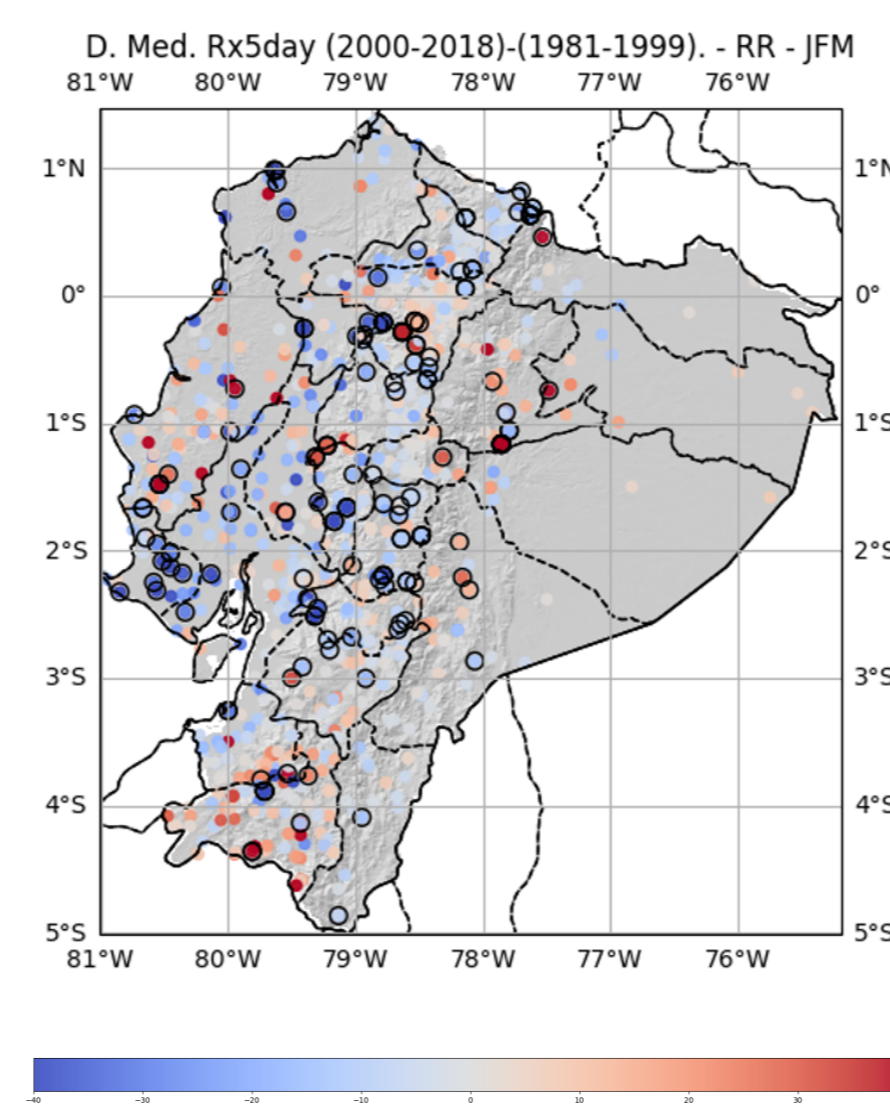 D. Med. Rx5day (2000-2018)-(1981-1999). - RR - JFM
81°W 80°W 79°W 78°W 77°W 76°W
1°N 1°N
0° 0°
1°S 1°S
2°S 2°S
3°S 3°S
4°S 4°S
5°S 5°S
81°W 80°W 79°W 78°W 77°W 76°W
−40 −30 −20 −10 0 10 20 30